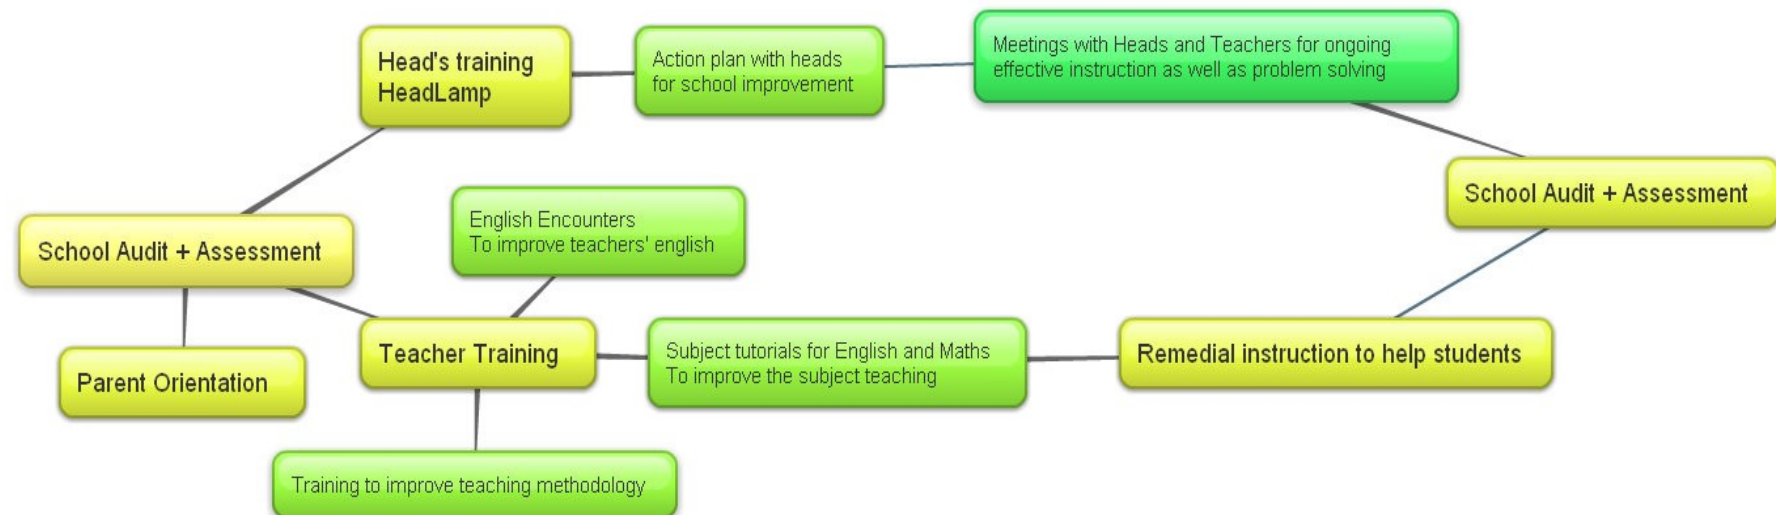 Head's training
HeadLamp
Action plan with heads
for school improvement
Meetings with Heads and Teachers for ongoing
effective instruction as well as problem solving
School Audit + Assessment
English Encounters
To improve teachers' english
School Audit + Assessment
Parent Orientation
Teacher Training
Subject tutorials for English and Maths
To improve the subject teaching
Remedial instruction to help students
Training to improve teaching methodology